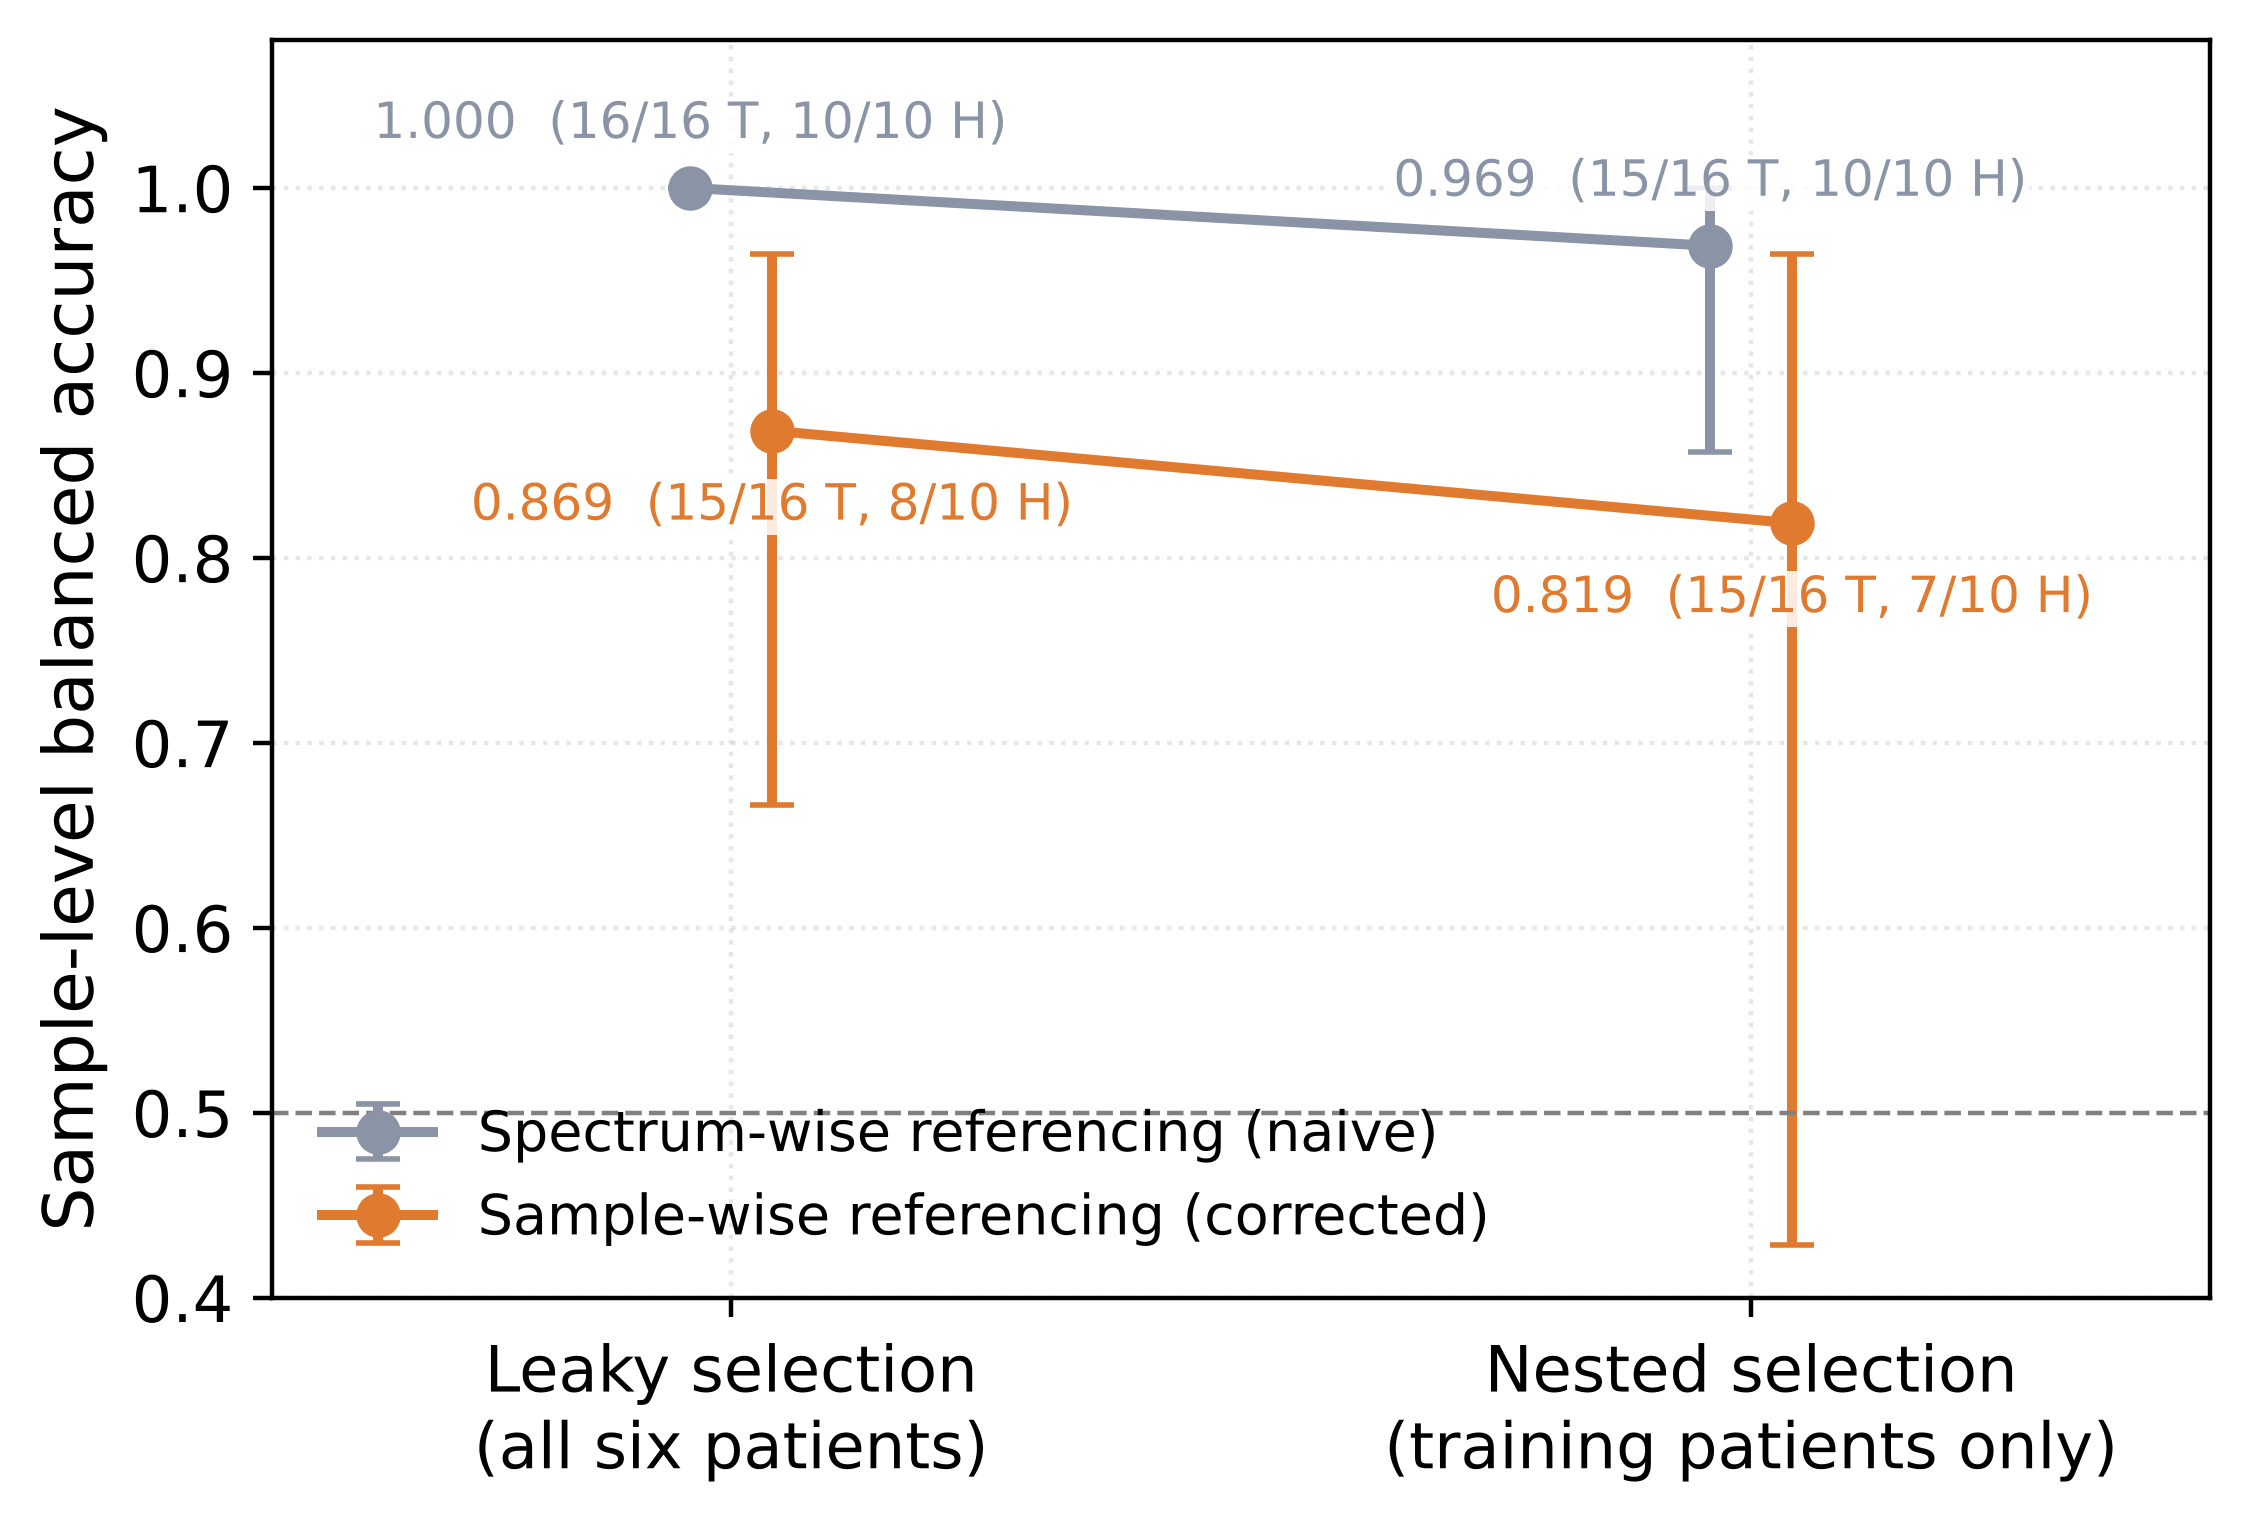 Sample-level balanced accuracy
1.0
0.9
0.8
0.7
0.6
0.5
0.4
1.000 (16/16 T, 10/10 H)
0.969 (15/16 T, 10/10 H)
0.869 (15/16 T, 8/10 H)
0.819 (15/16 T, 7/10 H)
Spectrum-wise referencing (naive)
Sample-wise referencing (corrected)
Leaky selection
(all six patients)
Nested selection
(training patients only)